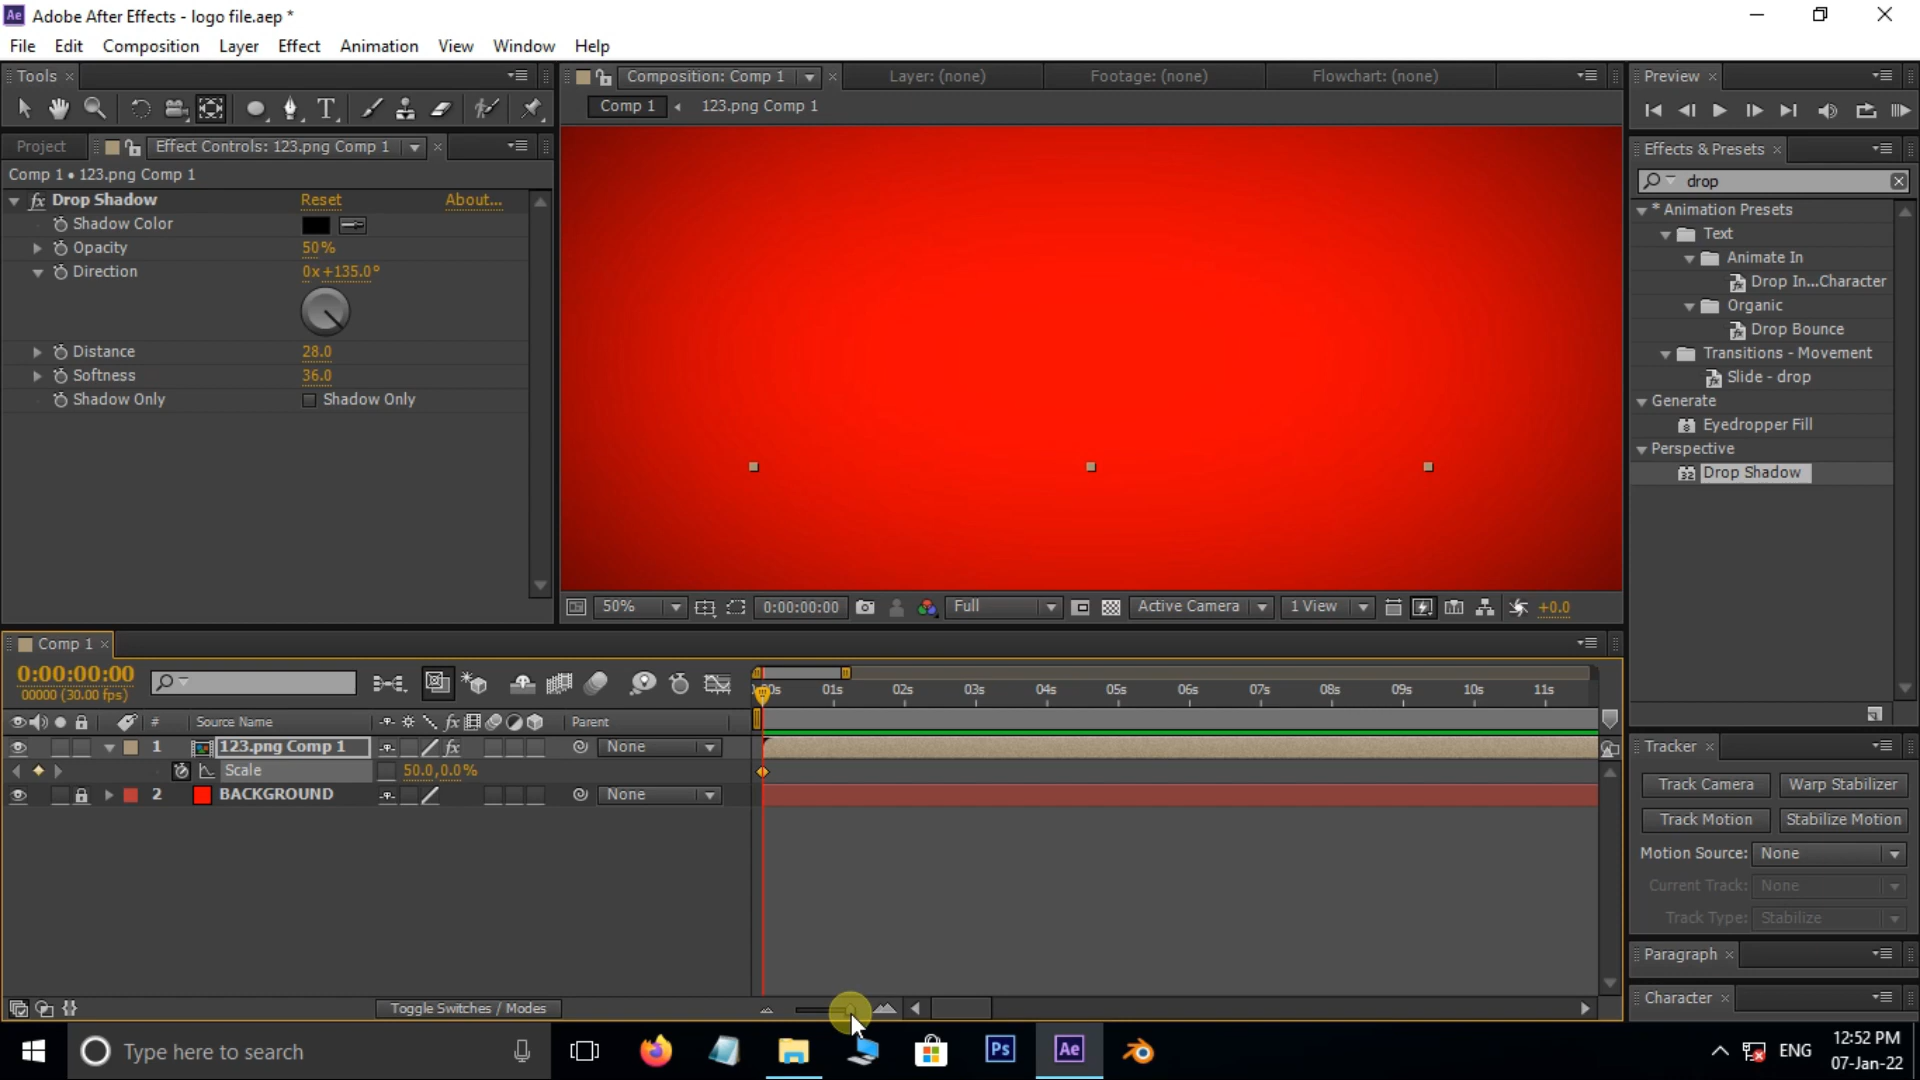 Adobe After Effects - logo file.aep *
File Edit Composition Layer Effect Animation View Window Help
Tools
Composition: Comp 1
Layer: (none)
Footage: (none)
Flowchart: (none)
Preview
Comp 1
123.png Comp 1
Project
Effect Controls: 123.png Comp 1
Effects & Presets
Comp 1 • 123.png Comp 1
drop
Drop Shadow
Reset
About...
Shadow Color
Opacity
50%
Direction
0x+135.0°
Distance
28.0
Softness
36.0
Shadow Only
Shadow Only
* Animation Presets
Text
Animate In
Drop In...Character
Organic
Drop Bounce
Transitions - Movement
Slide - drop
Generate
Eyedropper Fill
Perspective
Drop Shadow
50%
0:00:00:00
Full
Active Camera
1 View
+0.0
Comp 1
0:00:00:00
00000 (30.00 fps)
01s 02s 03s 04s 05s 06s 07s 08s 09s 10s 11s
# Source Name
fx
Parent
1 123.png Comp 1
fx
None
Scale
50.0,0.0%
2 BACKGROUND
None
Toggle Switches / Modes
Tracker
Track Camera
Warp Stabilizer
Track Motion
Stabilize Motion
Motion Source: None
Current Track: None
Track Type: Stabilize
Paragraph
Character
Type here to search
Ps
Ae
ENG
12:52 PM
07-Jan-22